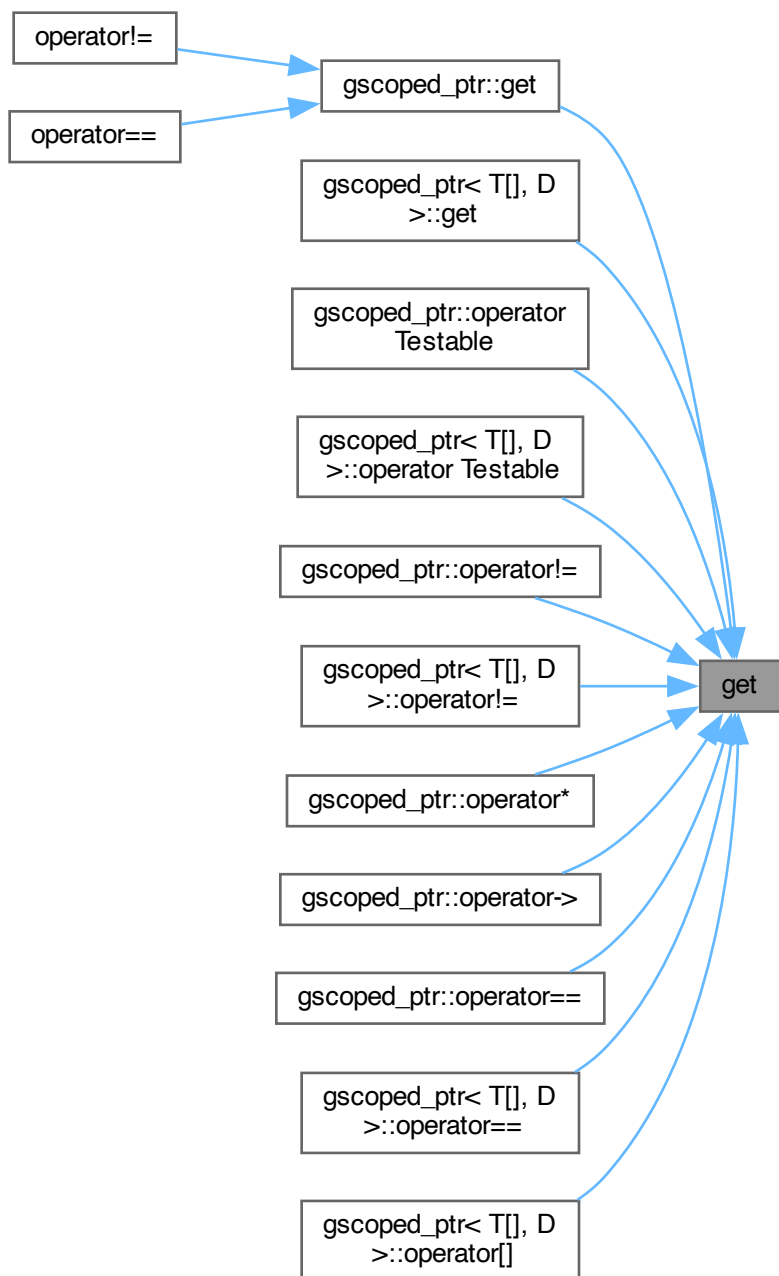 operator!=
operator==
gscoped_ptr::get
gscoped_ptr< T[], D
>::get
gscoped_ptr::operator
Testable
gscoped_ptr< T[], D
>::operator Testable
gscoped_ptr::operator!=
gscoped_ptr< T[], D
>::operator!=
get
gscoped_ptr::operator*
gscoped_ptr::operator->
gscoped_ptr::operator==
gscoped_ptr< T[], D
>::operator==
gscoped_ptr< T[], D
>::operator[]